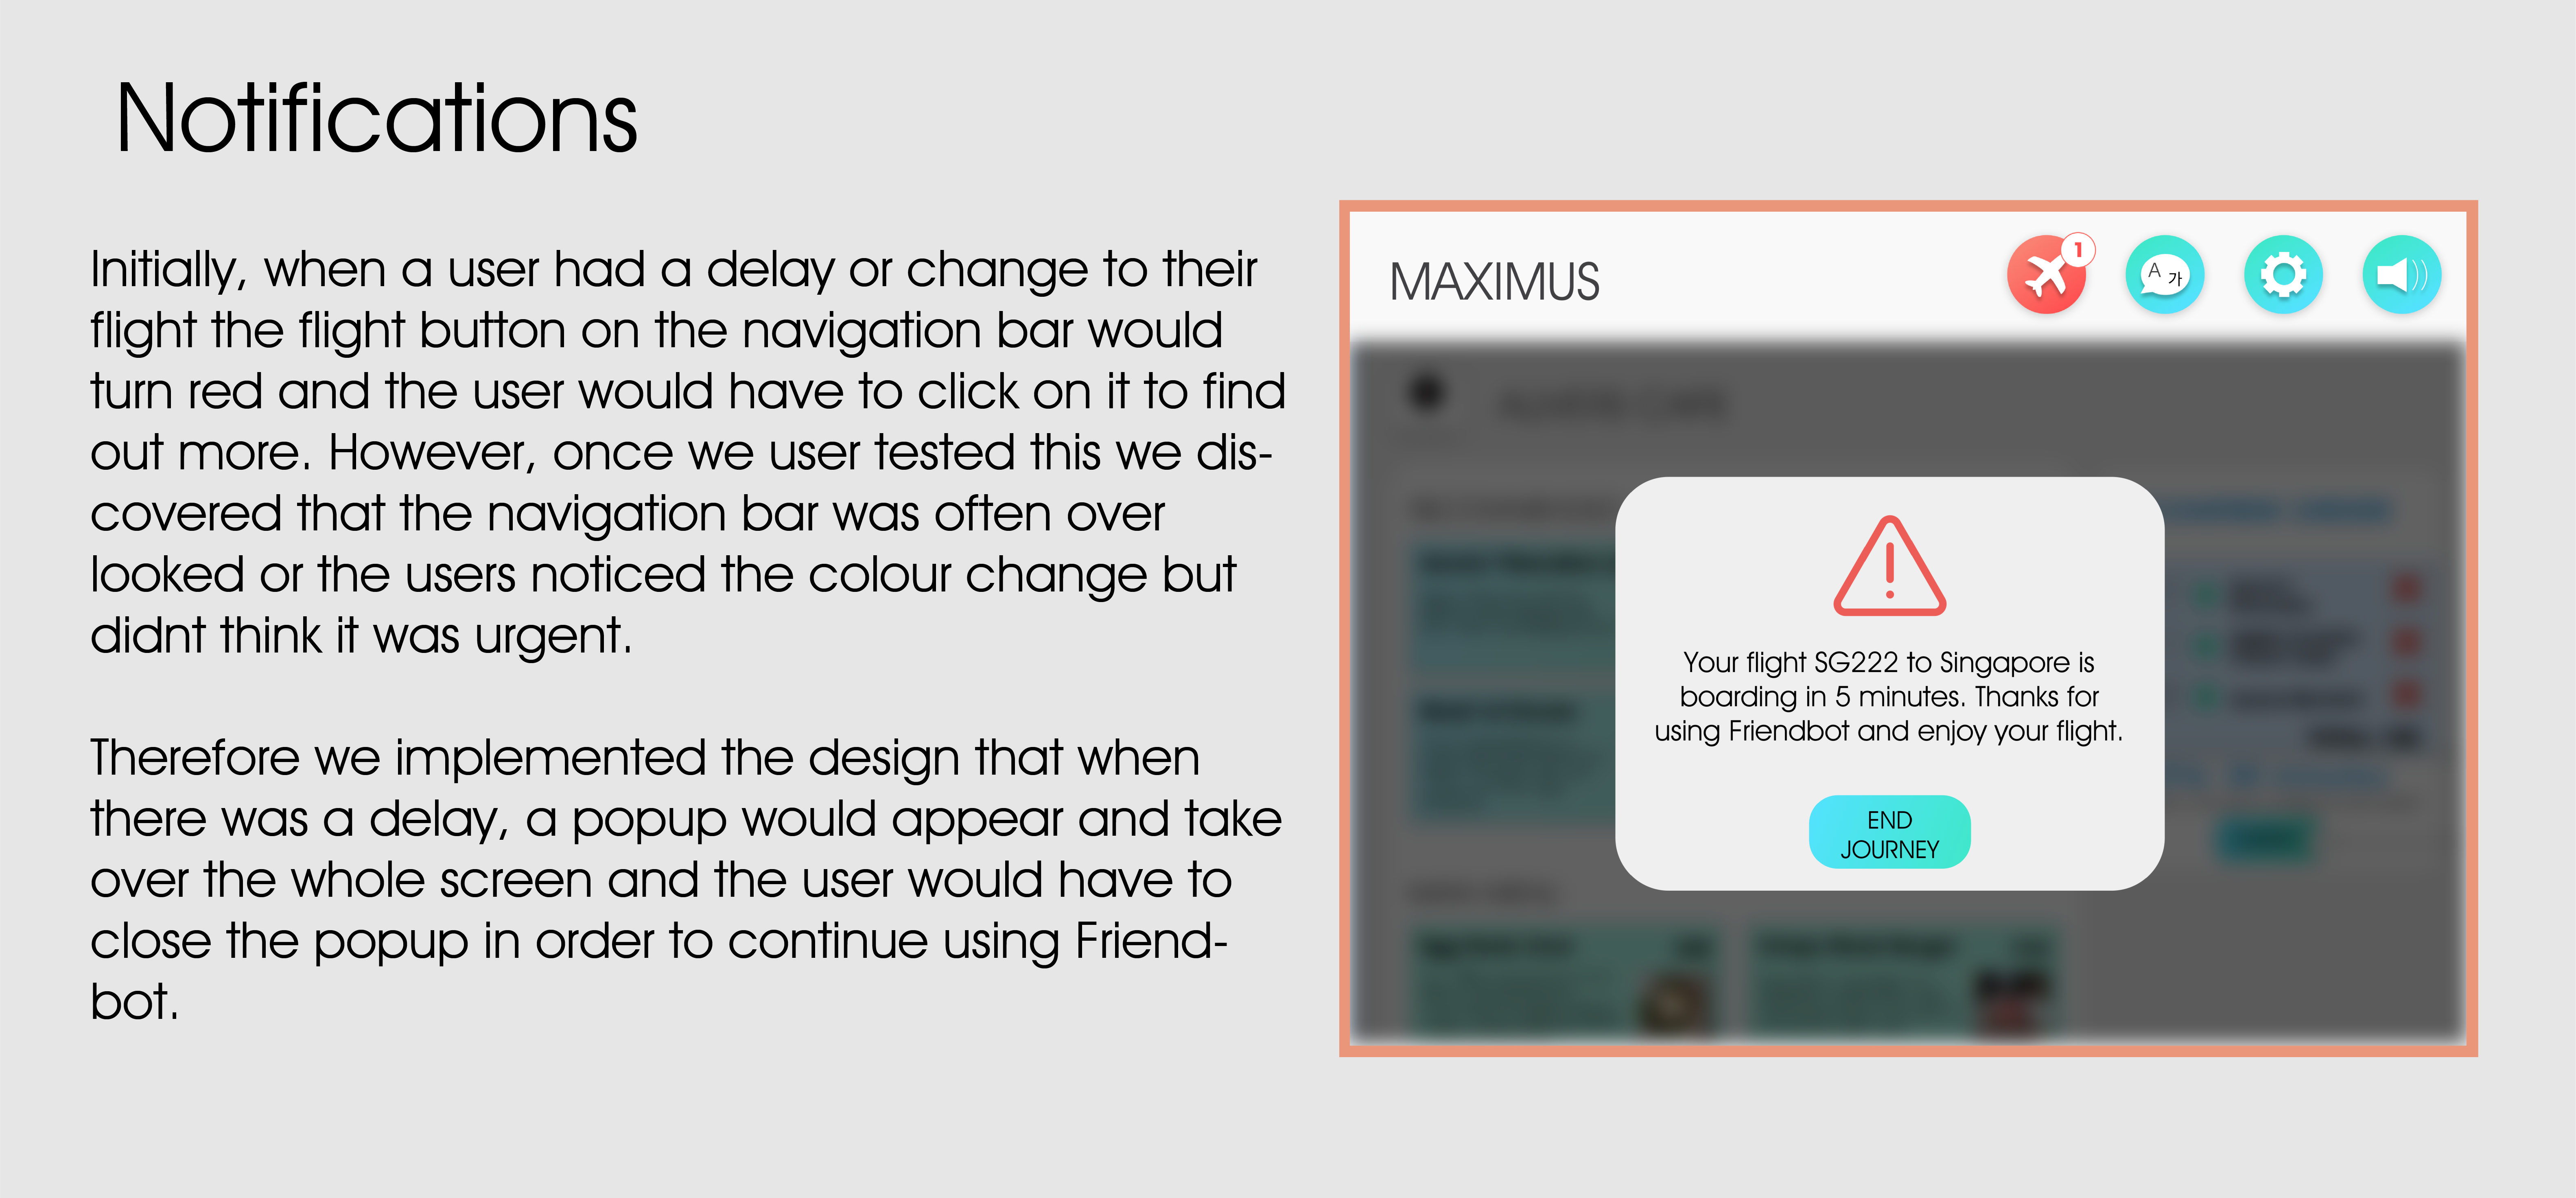 Notifications
Initially, when a user had a delay or change to their
flight the flight button on the navigation bar would
turn red and the user would have to click on it to find
out more. However, once we user tested this we dis-
covered that the navigation bar was often over
looked or the users noticed the colour change but
didnt think it was urgent.
Therefore we implemented the design that when
there was a delay, a popup would appear and take
over the whole screen and the user would have to
close the popup in order to continue using Friend-
bot.
MAXIMUS
1
A 가
Your flight SG222 to Singapore is
boarding in 5 minutes. Thanks for
using Friendbot and enjoy your flight.
END
JOURNEY